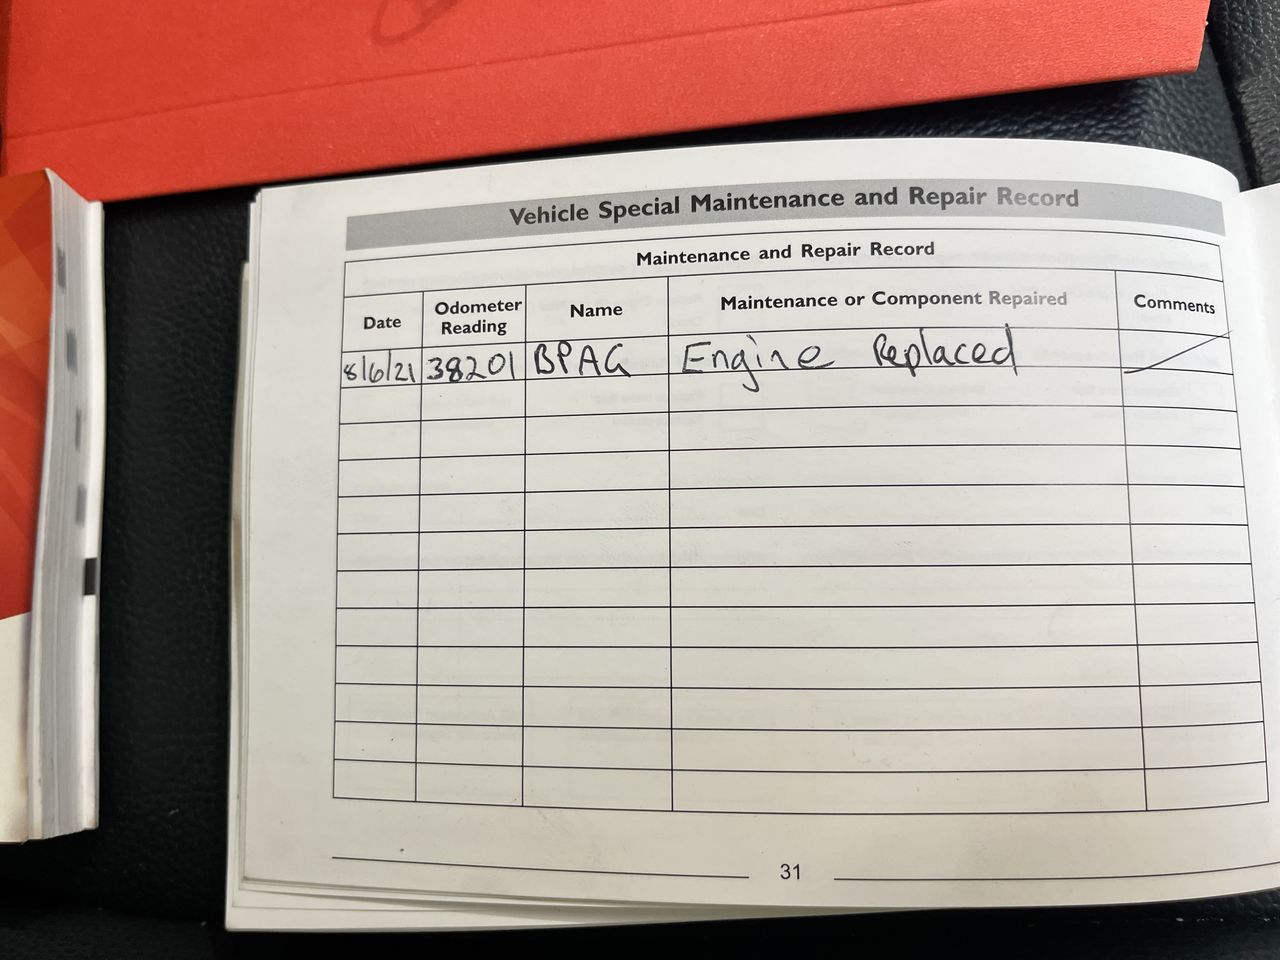 Vehicle Special Maintenance and Repair Record
Maintenance and Repair Record
Date Odometer Reading Name Maintenance or Component Repaired Comments
8/6/21 38201 BPAG Engine Replaced
31